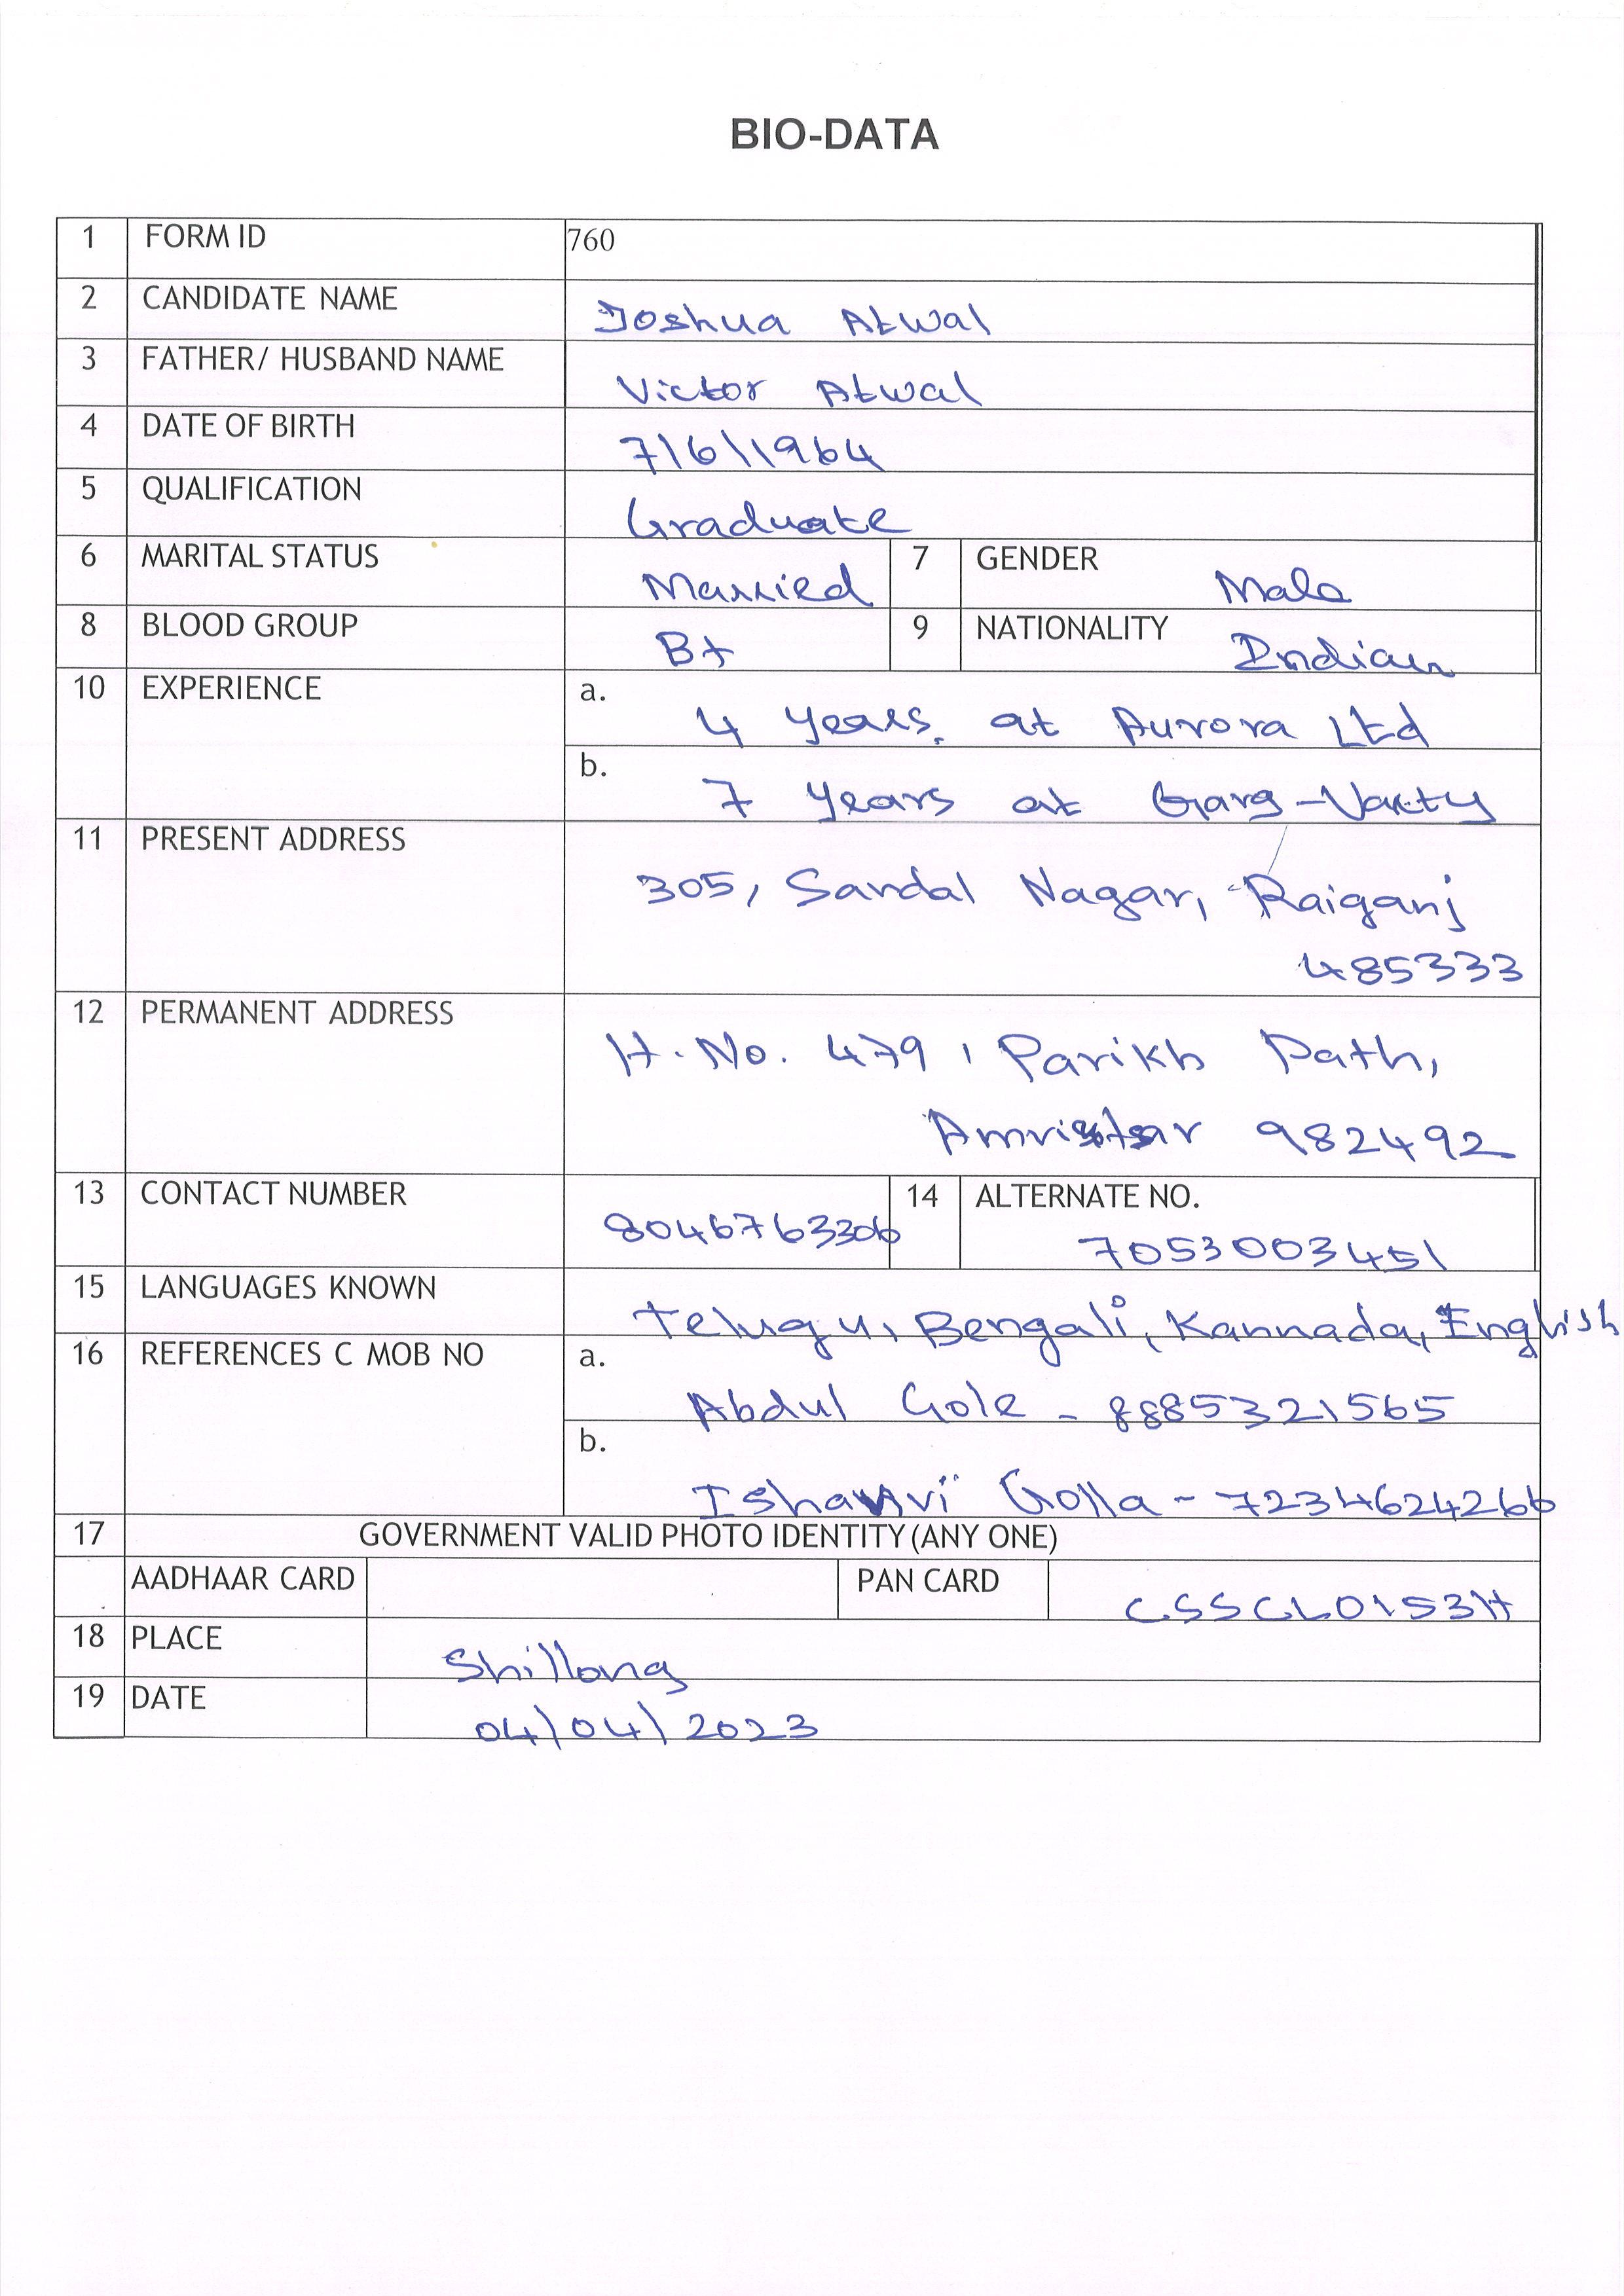 BIO-DATA
1 FORM ID 760
2 CANDIDATE NAME Joshua Atwal
3 FATHER/ HUSBAND NAME Victor Atwal
4 DATE OF BIRTH 7/6/1964
5 QUALIFICATION Graduate
6 MARITAL STATUS Married 7 GENDER Male
8 BLOOD GROUP B+ 9 NATIONALITY Indian
10 EXPERIENCE a. 4 years at Aurora Ltd
b. 7 years at Garg-Varty
11 PRESENT ADDRESS 305, Sandal Nagar, Raiganj
485333
12 PERMANENT ADDRESS H.No. 479, Parikh Path,
Amritsar 982492
13 CONTACT NUMBER 8046763306 14 ALTERNATE NO. 7053003451
15 LANGUAGES KNOWN Telugu, Bengali, Kannada, English
16 REFERENCES C MOB NO a. Abdul Gole - 8885321565
b. Ishanvi Golla - 7234624266
17 GOVERNMENT VALID PHOTO IDENTITY (ANY ONE)
AADHAAR CARD PAN CARD CSSCL0153H
18 PLACE Shillong
19 DATE 04/04/2023